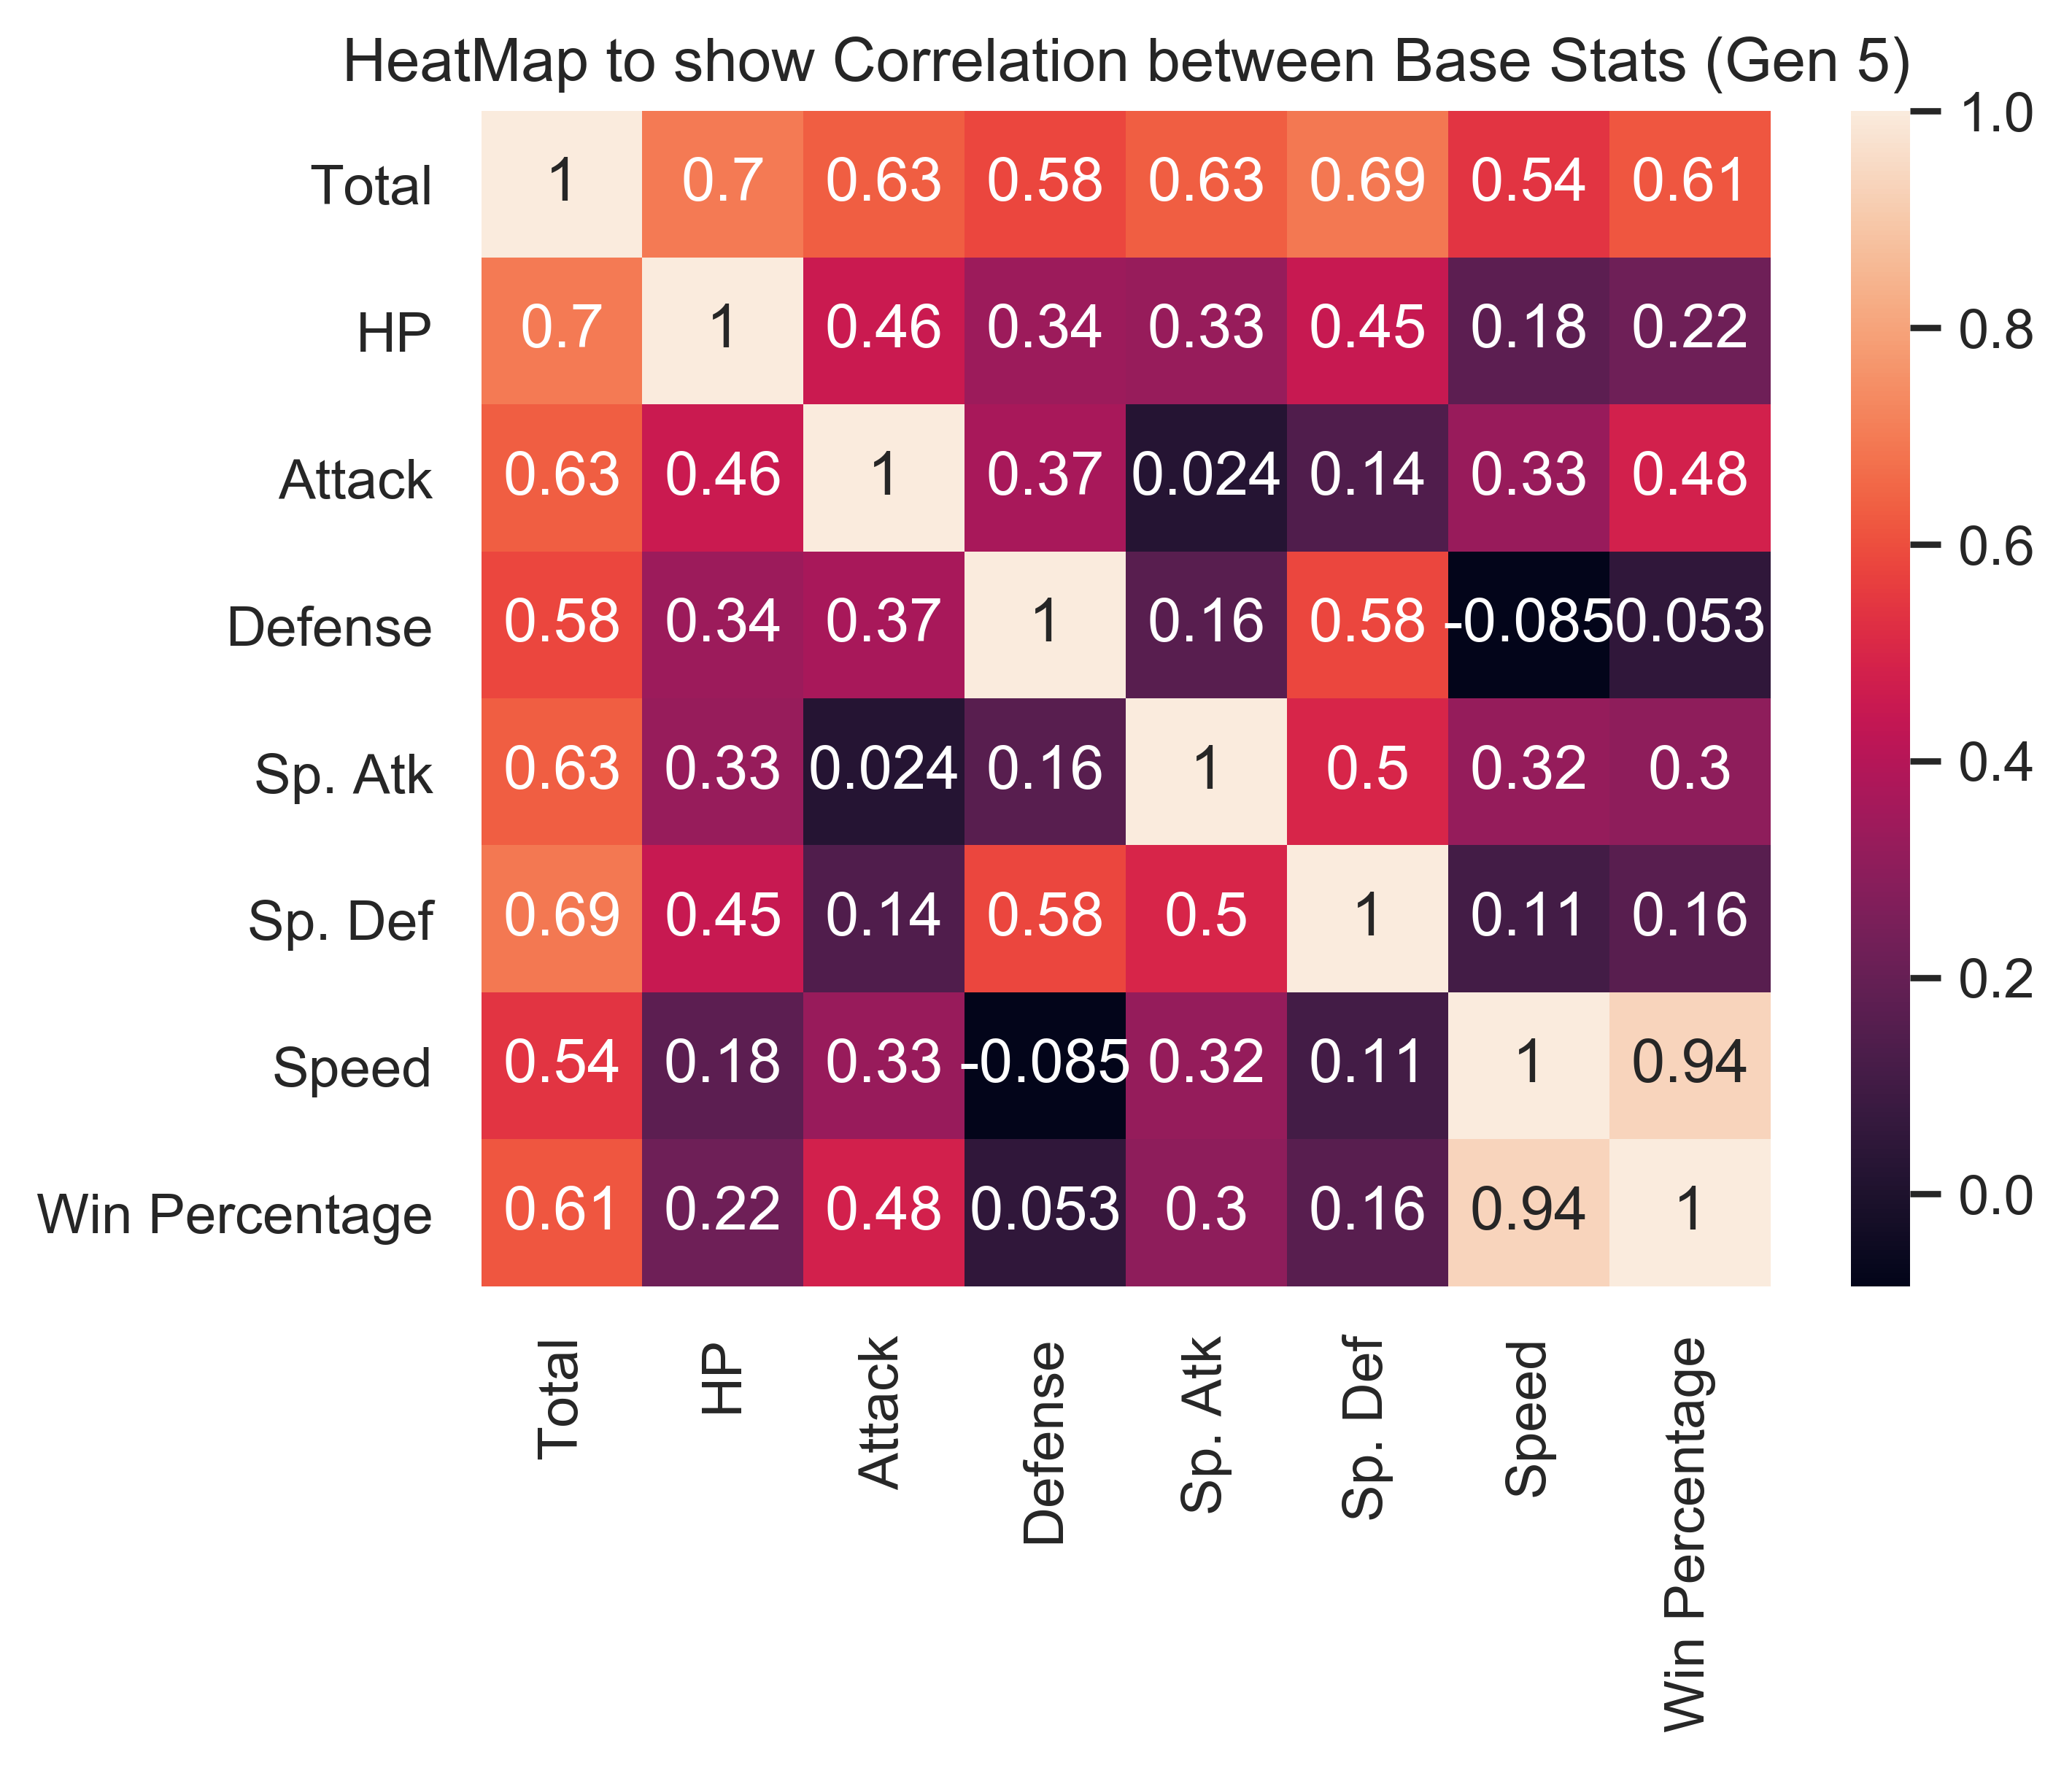 HeatMap to show Correlation between Base Stats (Gen 5)
Total 1 0.7 0.63 0.58 0.63 0.69 0.54 0.61
HP 0.7 1 0.46 0.34 0.33 0.45 0.18 0.22
Attack 0.63 0.46 1 0.37 0.024 0.14 0.33 0.48
Defense 0.58 0.34 0.37 1 0.16 0.58 -0.085 0.053
Sp. Atk 0.63 0.33 0.024 0.16 1 0.5 0.32 0.3
Sp. Def 0.69 0.45 0.14 0.58 0.5 1 0.11 0.16
Speed 0.54 0.18 0.33 -0.085 0.32 0.11 1 0.94
Win Percentage 0.61 0.22 0.48 0.053 0.3 0.16 0.94 1
Total
HP
Attack
Defense
Sp. Atk
Sp. Def
Speed
Win Percentage
1.0
0.8
0.6
0.4
0.2
0.0